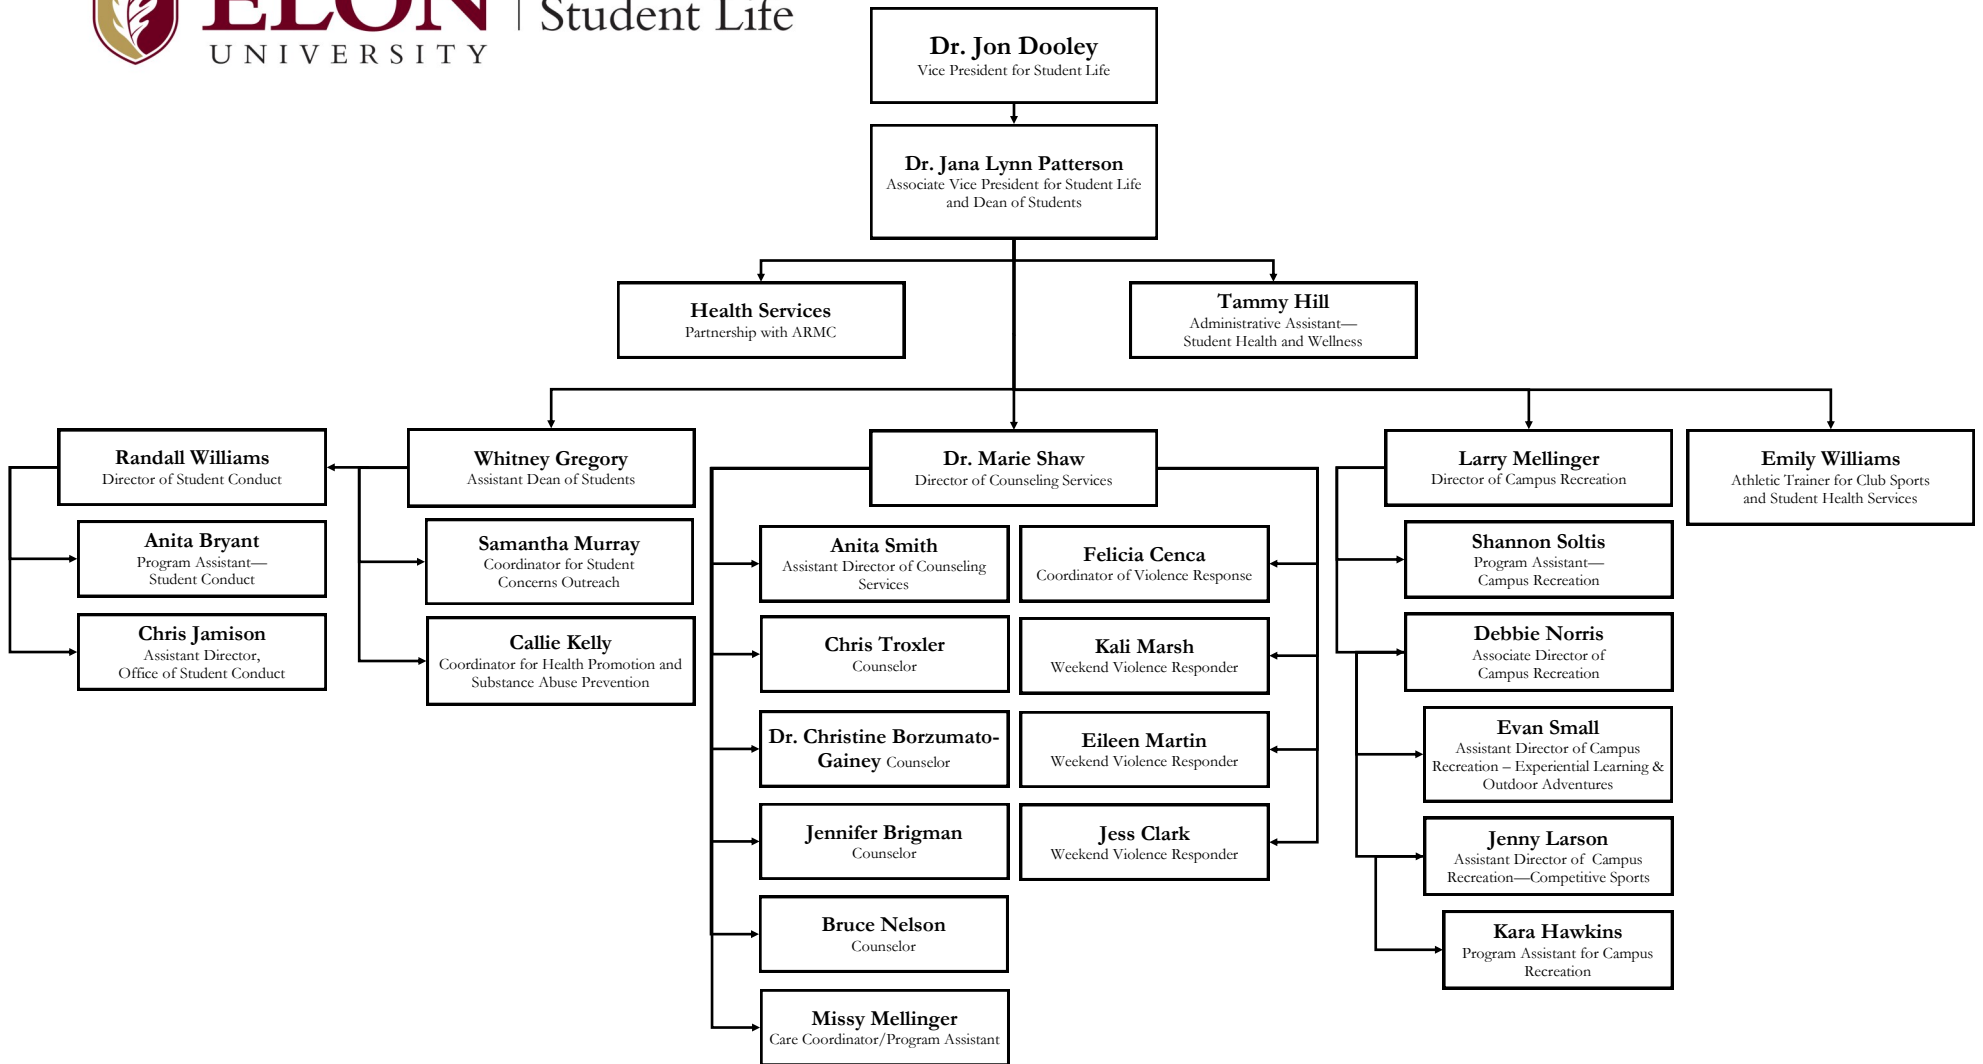 ELON
UNIVERSITY
Student Life
Dr. Jon Dooley
Vice President for Student Life
Dr. Jana Lynn Patterson
Associate Vice President for Student Life
and Dean of Students
Health Services
Partnership with ARMC
Tammy Hill
Administrative Assistant—
Student Health and Wellness
Randall Williams
Director of Student Conduct
Anita Bryant
Program Assistant—
Student Conduct
Chris Jamison
Assistant Director,
Office of Student Conduct
Whitney Gregory
Assistant Dean of Students
Samantha Murray
Coordinator for Student
Concerns Outreach
Callie Kelly
Coordinator for Health Promotion and
Substance Abuse Prevention
Dr. Marie Shaw
Director of Counseling Services
Anita Smith
Assistant Director of Counseling
Services
Chris Troxler
Counselor
Dr. Christine Borzumato-
Gainey Counselor
Jennifer Brigman
Counselor
Bruce Nelson
Counselor
Missy Mellinger
Care Coordinator/Program Assistant
Felicia Cenca
Coordinator of Violence Response
Kali Marsh
Weekend Violence Responder
Eileen Martin
Weekend Violence Responder
Jess Clark
Weekend Violence Responder
Larry Mellinger
Director of Campus Recreation
Shannon Soltis
Program Assistant—
Campus Recreation
Debbie Norris
Associate Director of
Campus Recreation
Evan Small
Assistant Director of Campus
Recreation – Experiential Learning &
Outdoor Adventures
Jenny Larson
Assistant Director of Campus
Recreation—Competitive Sports
Kara Hawkins
Program Assistant for Campus
Recreation
Emily Williams
Athletic Trainer for Club Sports
and Student Health Services